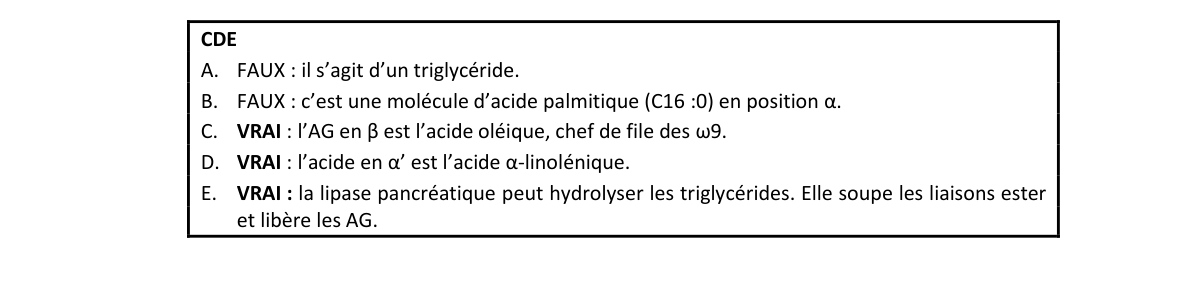 CDE
A. FAUX : il s’agit d’un triglycéride.
B. FAUX : c’est une molécule d’acide palmitique (C16 :0) en position α.
C. VRAI : l’AG en β est l’acide oléique, chef de file des ω9.
D. VRAI : l’acide en α’ est l’acide α-linolénique.
E. VRAI : la lipase pancréatique peut hydrolyser les triglycérides. Elle soupe les liaisons ester
et libère les AG.